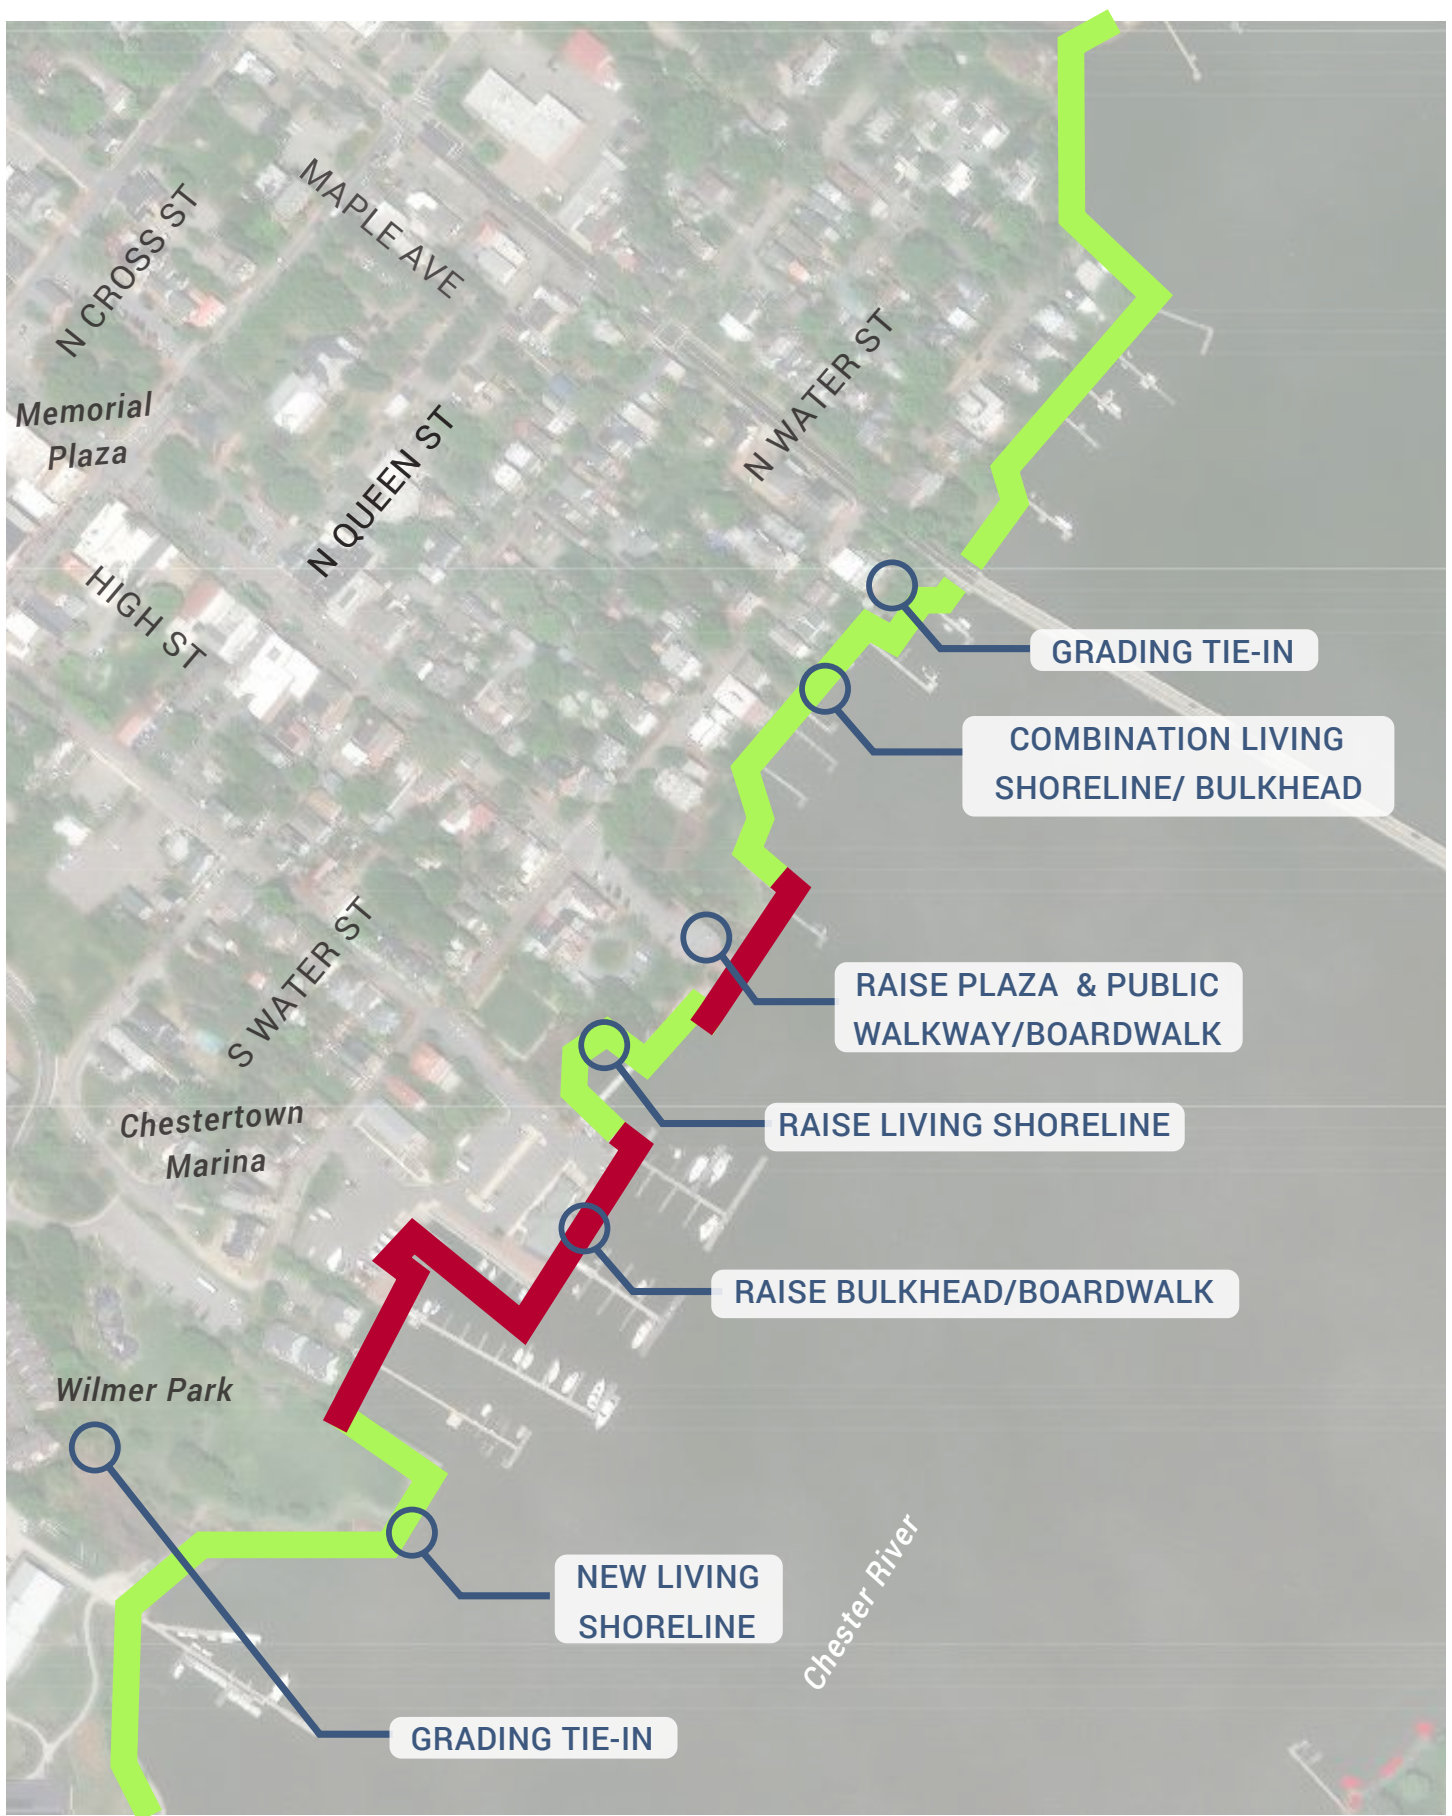 MAPLE AVE
N CROSS ST
N WATER ST
Memorial
Plaza
N QUEEN ST
HIGH ST
GRADING TIE-IN
COMBINATION LIVING
SHORELINE/ BULKHEAD
S WATER ST
RAISE PLAZA & PUBLIC
WALKWAY/BOARDWALK
Chestertown
Marina
RAISE LIVING SHORELINE
RAISE BULKHEAD/BOARDWALK
Wilmer Park
NEW LIVING
SHORELINE
Chester River
GRADING TIE-IN